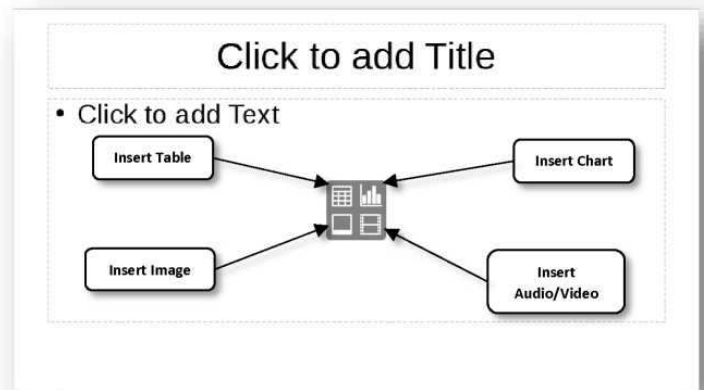 Click to add Title
• Click to add Text
Insert Table
Insert Chart
Insert Image
Insert
Audio/Video